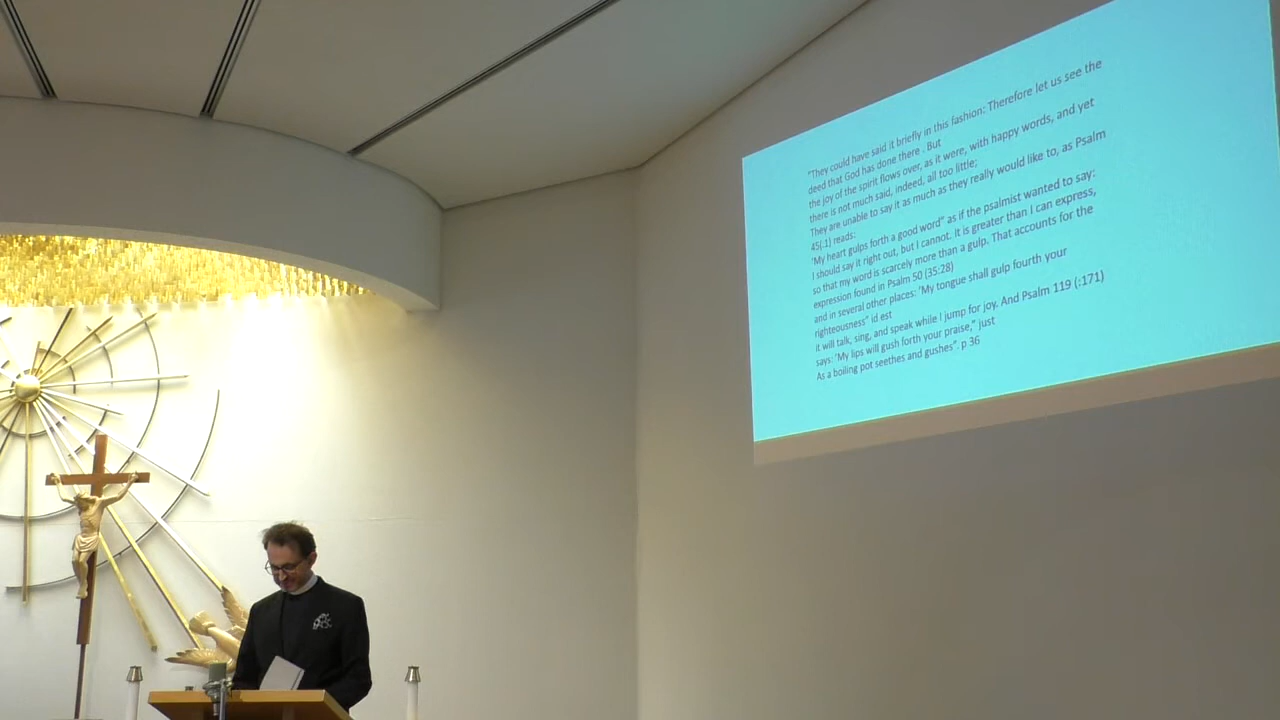 "They could have said it briefly in this fashion: Therefore let us see the
deed that God has done there . But
the joy of the spirit flows over, as it were, with happy words, and yet
there is not much said, indeed, all too little;
They are unable to say it as much as they really would like to, as Psalm
45(:1) reads:
'My heart gulps forth a good word" as if the psalmist wanted to say:
I should say it right out, but I cannot. It is greater than I can express,
so that my word is scarcely more than a gulp. That accounts for the
expression found in Psalm 50 (35:28)
and in several other places: 'My tongue shall gulp fourth your
righteousness" id est
it will talk, sing, and speak while I jump for joy. And Psalm 119 (:171)
says: 'My lips will gush forth your praise," just
As a boiling pot seethes and gushes". p 36